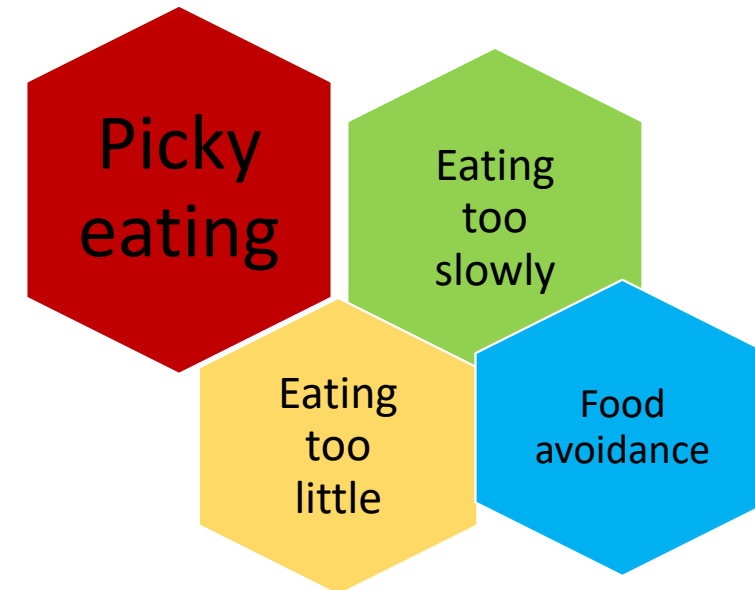 Picky
eating
Eating
too
slowly
Eating
too
little
Food
avoidance